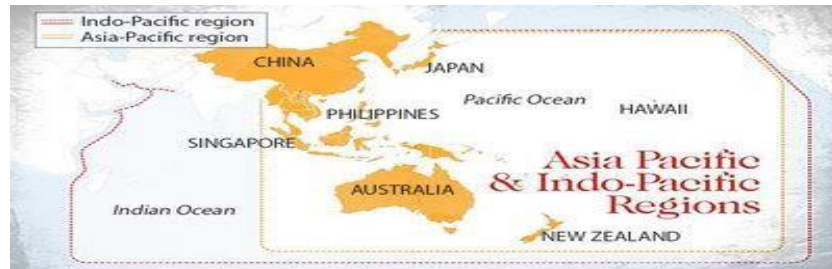 Indo-Pacific region
Asia-Pacific region
CHINA
JAPAN
Pacific Ocean
HAWAII
PHILIPPINES
SINGAPORE
Asia Pacific
& Indo-Pacific
Regions
AUSTRALIA
Indian Ocean
NEW ZEALAND